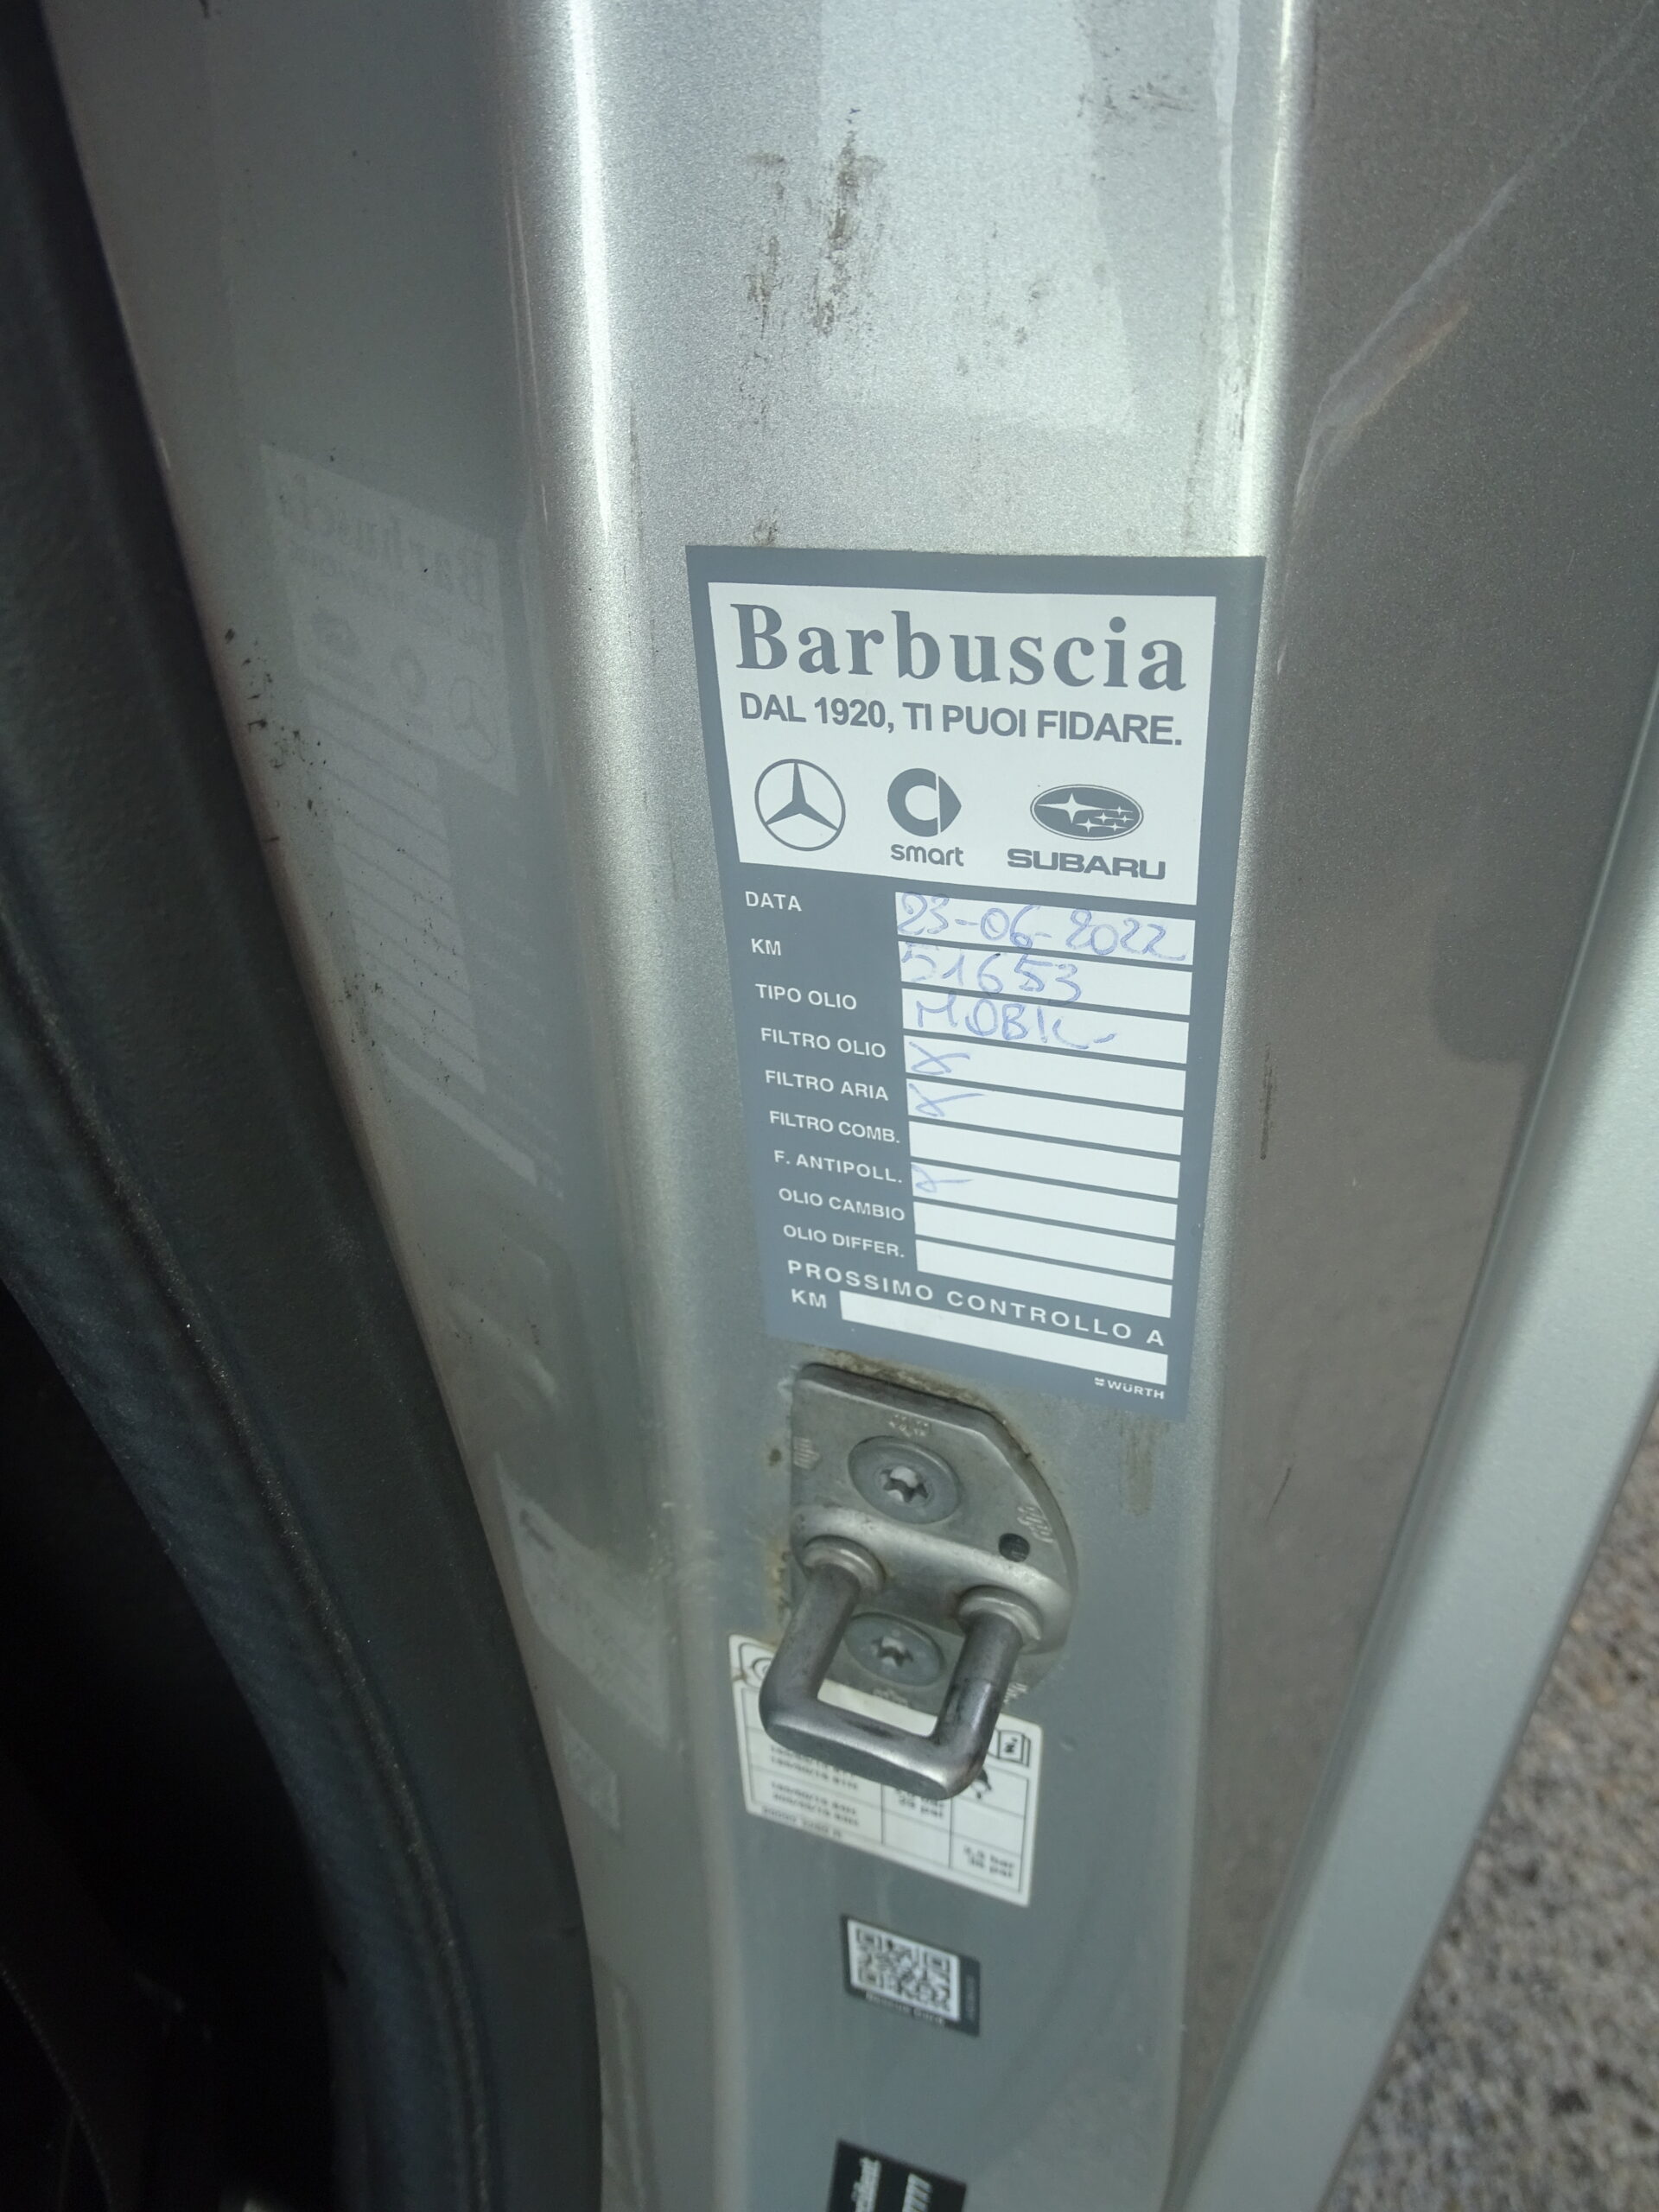 Barbuscia
DAL 1920, TI PUOI FIDARE.
smart
SUBARU
DATA 23-06-2022
KM 51653
TIPO OLIO MOBIL
FILTRO OLIO X
FILTRO ARIA X
FILTRO COMB.
F. ANTIPOLL. X
OLIO CAMBIO
OLIO DIFFER.
PROSSIMO CONTROLLO A
KM
WÜRTH